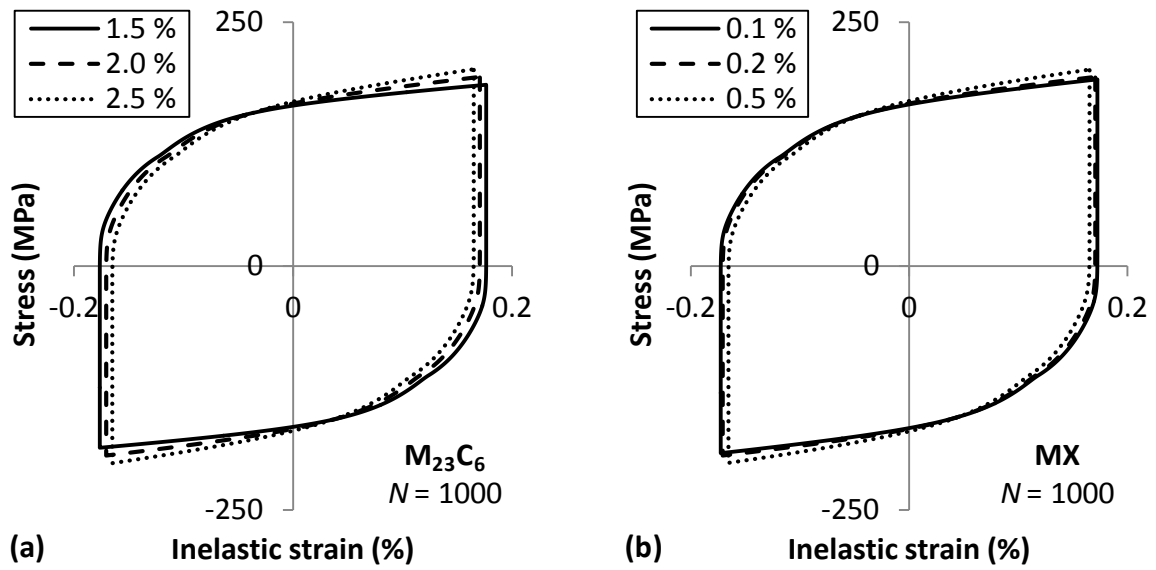 1.5 %
2.0 %
2.5 %
250
0
-250
-0.2
0
0.2
Stress (MPa)
M₂₃C₆
N = 1000
(a)
Inelastic strain (%)
0.1 %
0.2 %
0.5 %
250
0
-250
-0.2
0
0.2
Stress (MPa)
MX
N = 1000
(b)
Inelastic strain (%)